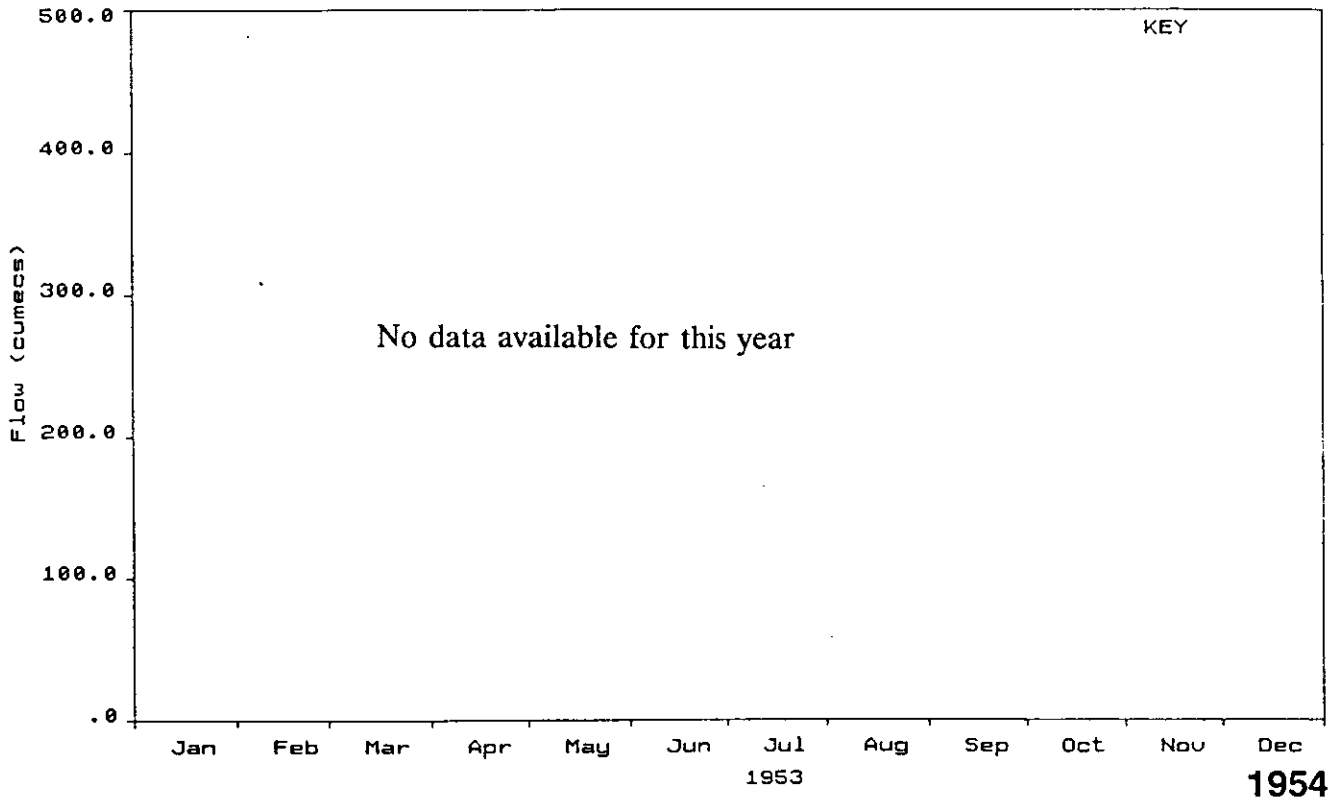 500.0
KEY
400.0
300.0
Flow (cumecs)
No data available for this year
200.0
100.0
.0
Jan Feb Mar Apr May Jun Jul Aug Sep Oct Nov Dec
1953
1954